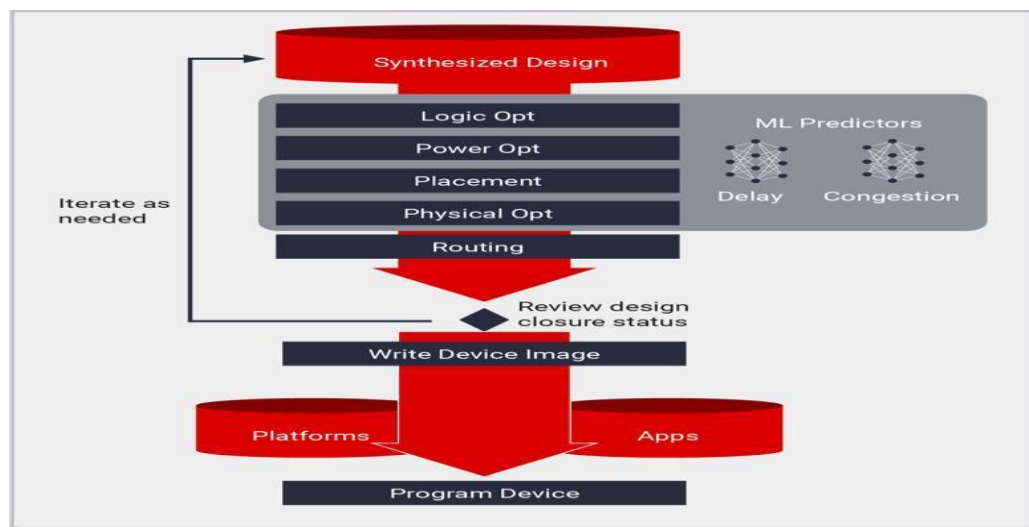 Synthesized Design
Logic Opt
ML Predictors
Power Opt
Placement
Delay
Congestion
Iterate as
needed
Physical Opt
Routing
Review design
closure status
Write Device Image
Platforms
Apps
Program Device